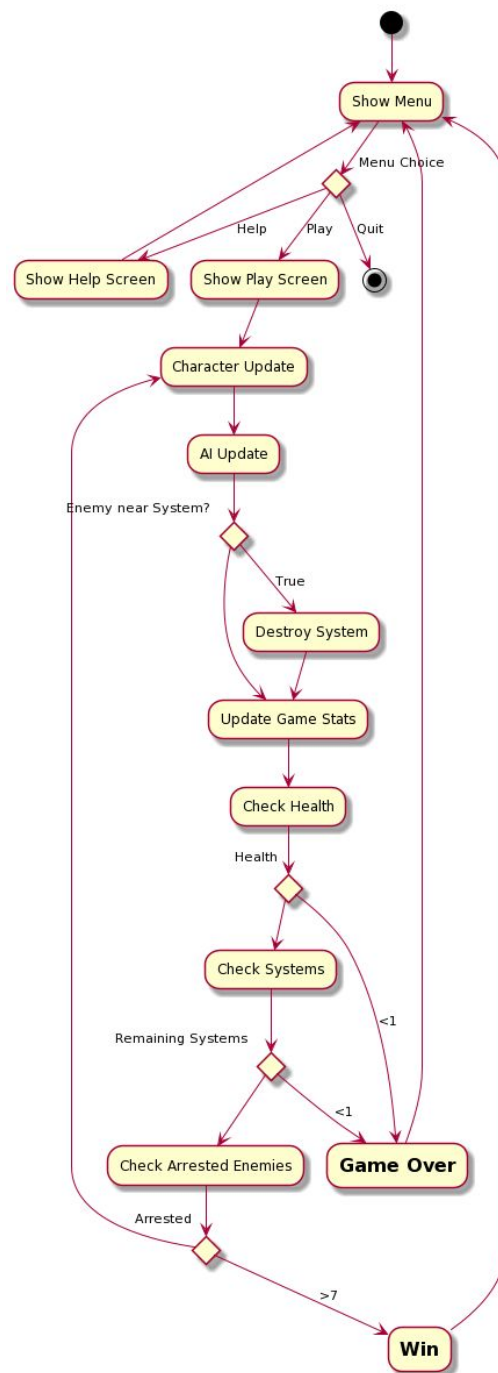 Show Menu
Menu Choice
Help
Play
Quit
Show Help Screen
Show Play Screen
Character Update
AI Update
Enemy near System?
True
Destroy System
Update Game Stats
Check Health
Health
Check Systems
<1
Remaining Systems
<1
Check Arrested Enemies
Game Over
Arrested
>7
Win